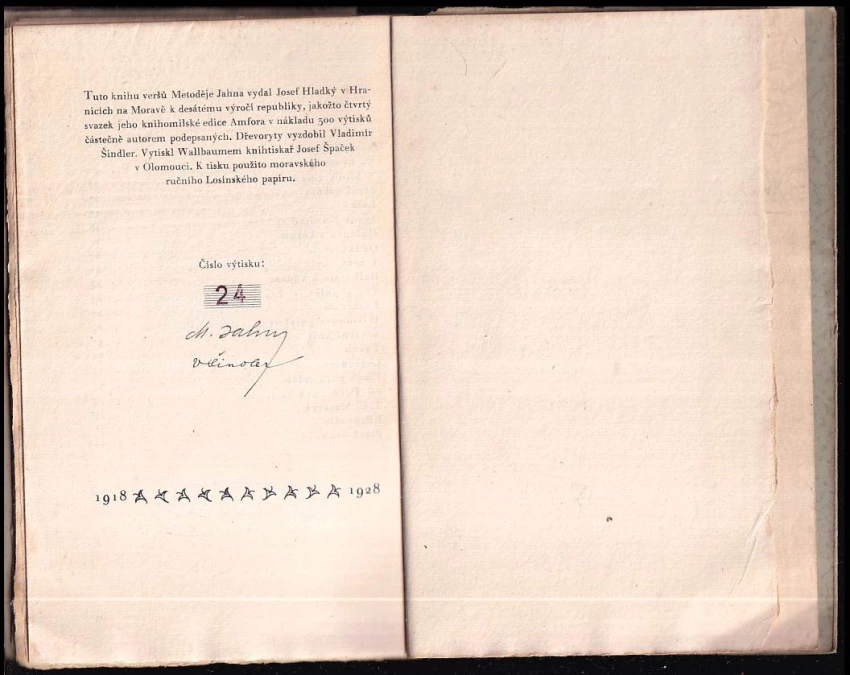 Tuto knihu veršů Metoděje Jahna vydal Josef Hladký v Hra-
nicích na Moravě k desátému výročí republiky, jakožto čtvrtý
svazek jeho knihomilské edice Amfora v nákladu 500 výtisků
částečně autorem podepsaných. Dřevoryty vyzdobil Vladimír
Šindler. Vytiskl Wallbaumem knihtiskař Josef Špaček
v Olomouci. K tisku použito moravského
ručního Losinského papíru.
Číslo výtisku:
24
M. Jahn
VŠindler
1918 1928